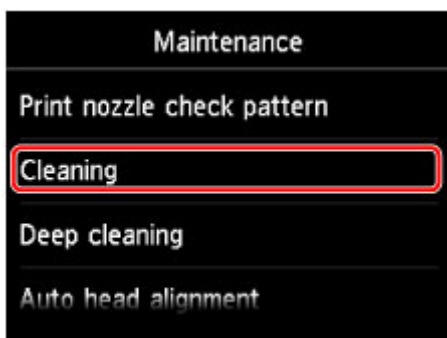 Maintenance
Print nozzle check pattern
Cleaning
Deep cleaning
Auto head alignment